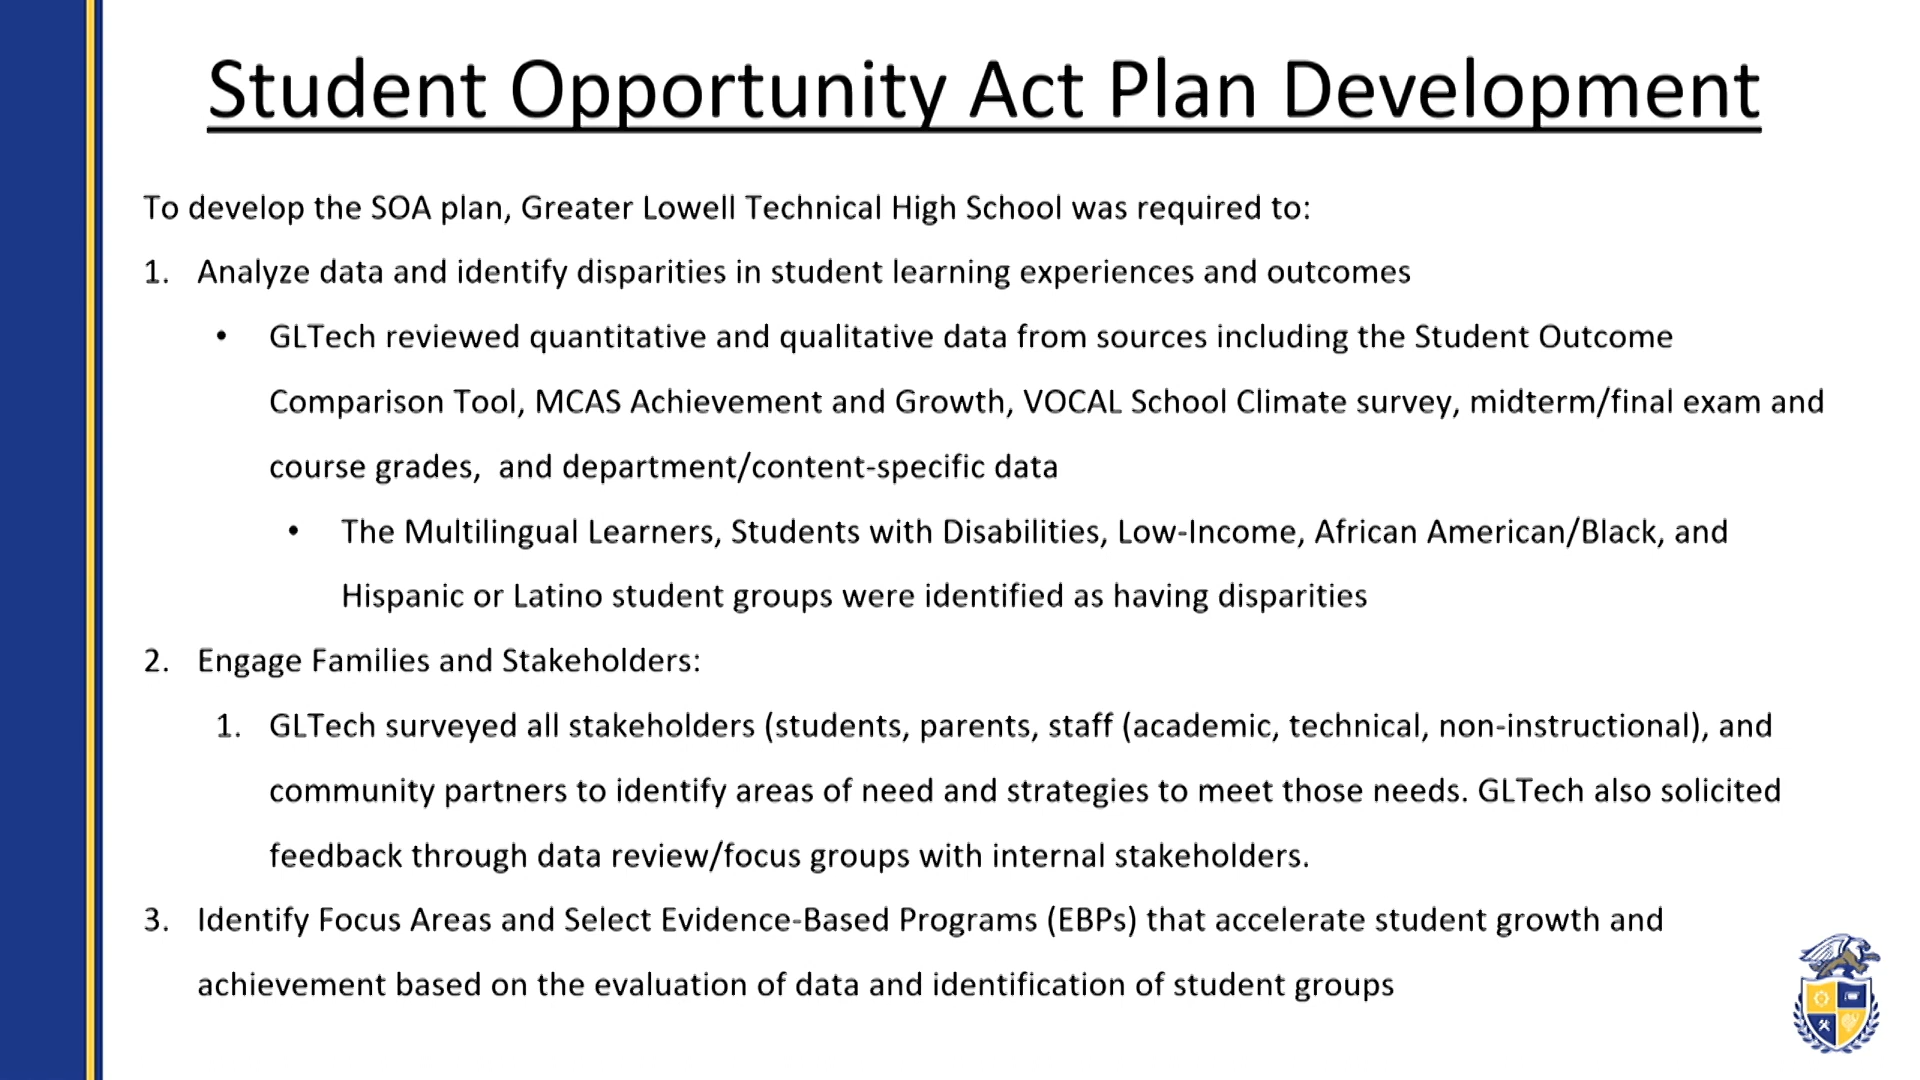 Student Opportunity Act Plan Development
To develop the SOA plan, Greater Lowell Technical High School was required to:
1. Analyze data and identify disparities in student learning experiences and outcomes
• GLTech reviewed quantitative and qualitative data from sources including the Student Outcome
Comparison Tool, MCAS Achievement and Growth, VOCAL School Climate survey, midterm/final exam and
course grades,  and department/content-specific data
• The Multilingual Learners, Students with Disabilities, Low-Income, African American/Black, and
Hispanic or Latino student groups were identified as having disparities
2. Engage Families and Stakeholders:
1. GLTech surveyed all stakeholders (students, parents, staff (academic, technical, non-instructional), and
community partners to identify areas of need and strategies to meet those needs. GLTech also solicited
feedback through data review/focus groups with internal stakeholders.
3. Identify Focus Areas and Select Evidence-Based Programs (EBPs) that accelerate student growth and
achievement based on the evaluation of data and identification of student groups